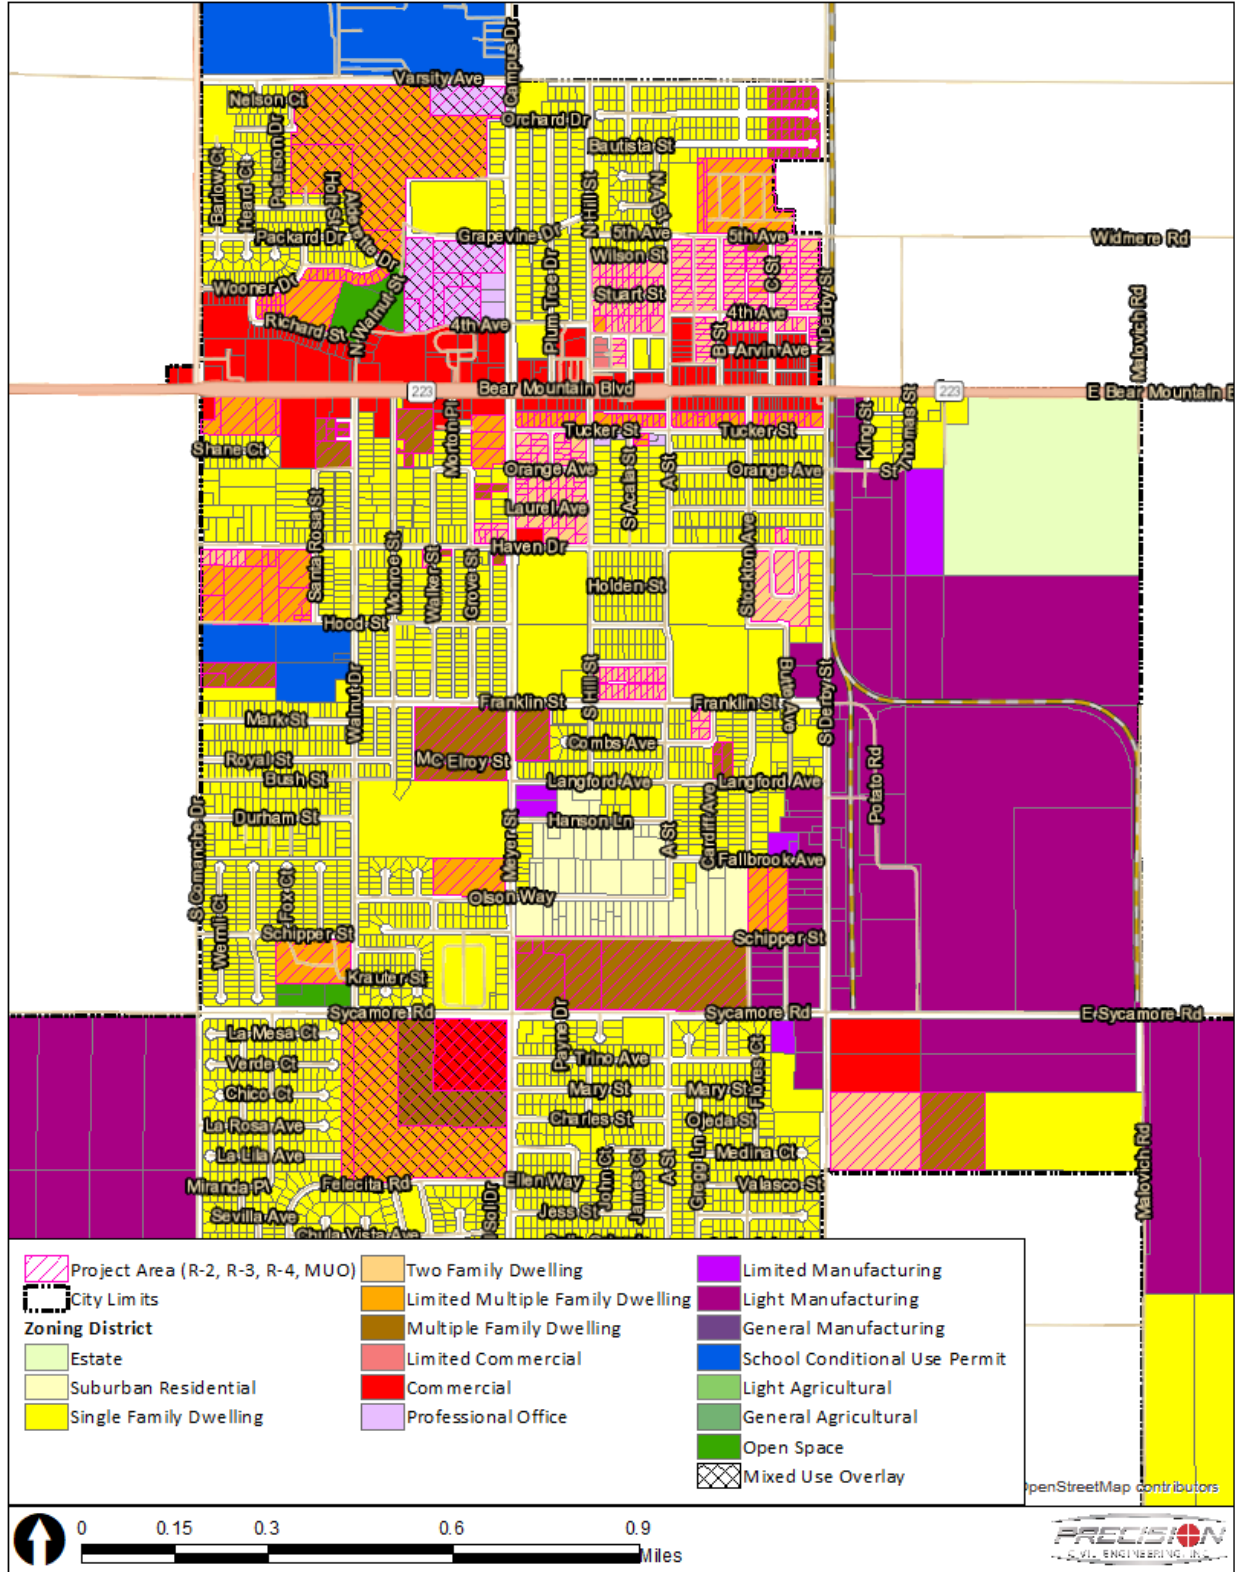 Campus Dr
Varsity Ave
Nelson Ct
Orchard Dr
Peterson Dr
Bautista St
Barlow Ct
Heard Ct
Holl St
N A St
N Hill St
Packard Dr
Grapevine Dr
5th Ave
5th Ave
Widmere Rd
Wilson St
Plum Tree Dr
C St
Wooner Dt
Stuart St
N Derby St
Malovich Rd
N Walnut St
Richard St
4th Ave
4th Ave
B St
Arvin Ave
223
Bear Mountain Blvd
223
E Bear Mountain B
King St
Thomas St
Morton Pl
Tucker St
Tucker St
Shane Ct
Orange Ave
S Acala St
A St
Orange Ave
St
Laurel Ave
Santa Rosa St
Monroe St
Walker St
Grove St
Haven Dr
Stockton Ave
Holden St
Hood St
Walnut Dr
S Hill St
S Derby St
Franklin St
Franklin St
Mark St
Combs Ave
Royal St
Mc Elroy St
Bush St
Langford Ave
Langford Ave
Potato Rd
S Comanche Dr
Durham St
Meyer St
Hanson Ln
A St
Cardiff Ave
Fallbrook Ave
Fox Ct
Olson Way
Schipper St
Schipper St
Krauter St
Sycamore Rd
Payne Dr
Sycamore Rd
E Sycamore Rd
La Mesa Ct
Verde Ct
Trino Ave
Flores Ct
Chico Ct
Mary St
Mary St
La Rosa Ave
Charles St
Ojeda St
La Lila Ave
John Ct
James Ct
A St
Gregg Ln
Medina Ct
Malovich Rd
Felecita Rd
Ellen Way
Valasco St
Sevilla Ave
Jess St
Chula Vista Ave
Project Area (R-2, R-3, R-4, MUO)
City Limits
Zoning District
Estate
Suburban Residential
Single Family Dwelling
Two Family Dwelling
Limited Multiple Family Dwelling
Multiple Family Dwelling
Limited Commercial
Commercial
Professional Office
Limited Manufacturing
Light Manufacturing
General Manufacturing
School Conditional Use Permit
Light Agricultural
General Agricultural
Open Space
Mixed Use Overlay
OpenStreetMap contributors
0 0.15 0.3 0.6 0.9
Miles
PRECISION
CIVIL ENGINEERING, INC.